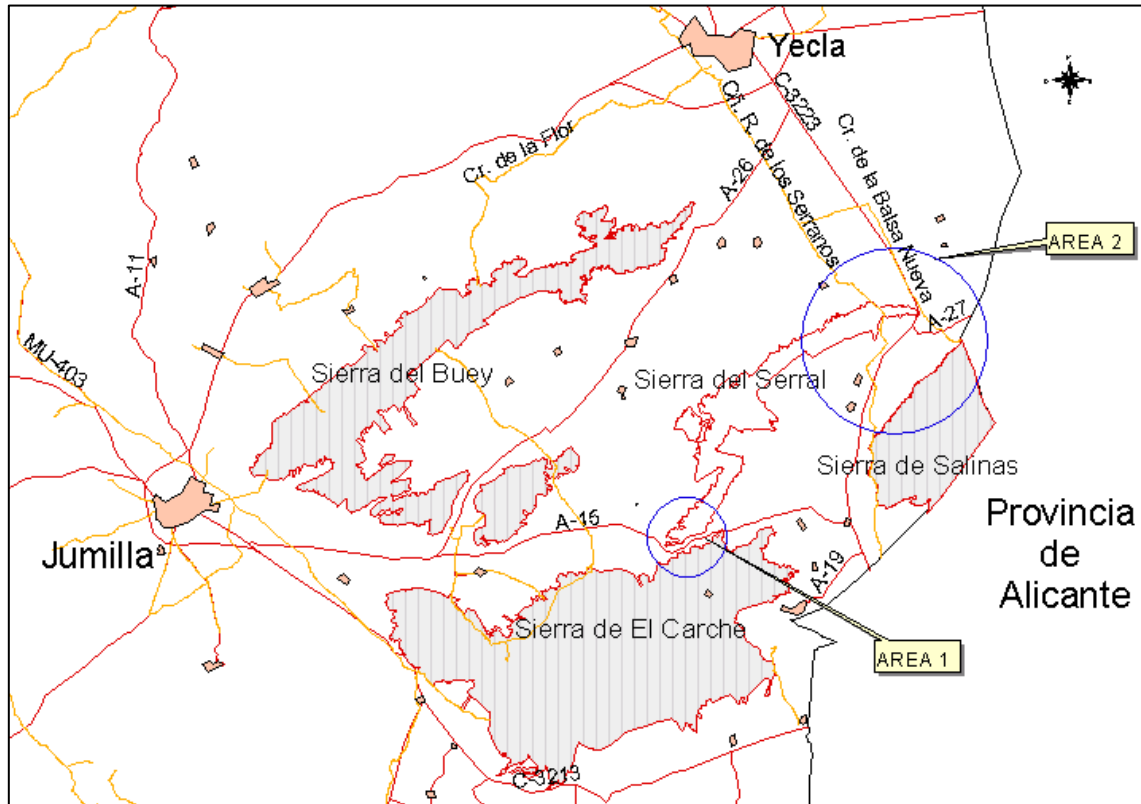 Yecla
C-3223
Cñ. R. de los Serranos
Cr. de la Balsa Nueva
Cr. de la Flor
A-26
A-11
AREA 2
A-27
MU-403
Sierra del Buey
Sierra del Serral
Sierra de Salinas
Jumilla
A-15
Provincia
de
Alicante
A-19
Sierra de El Carche
AREA 1
C-3213